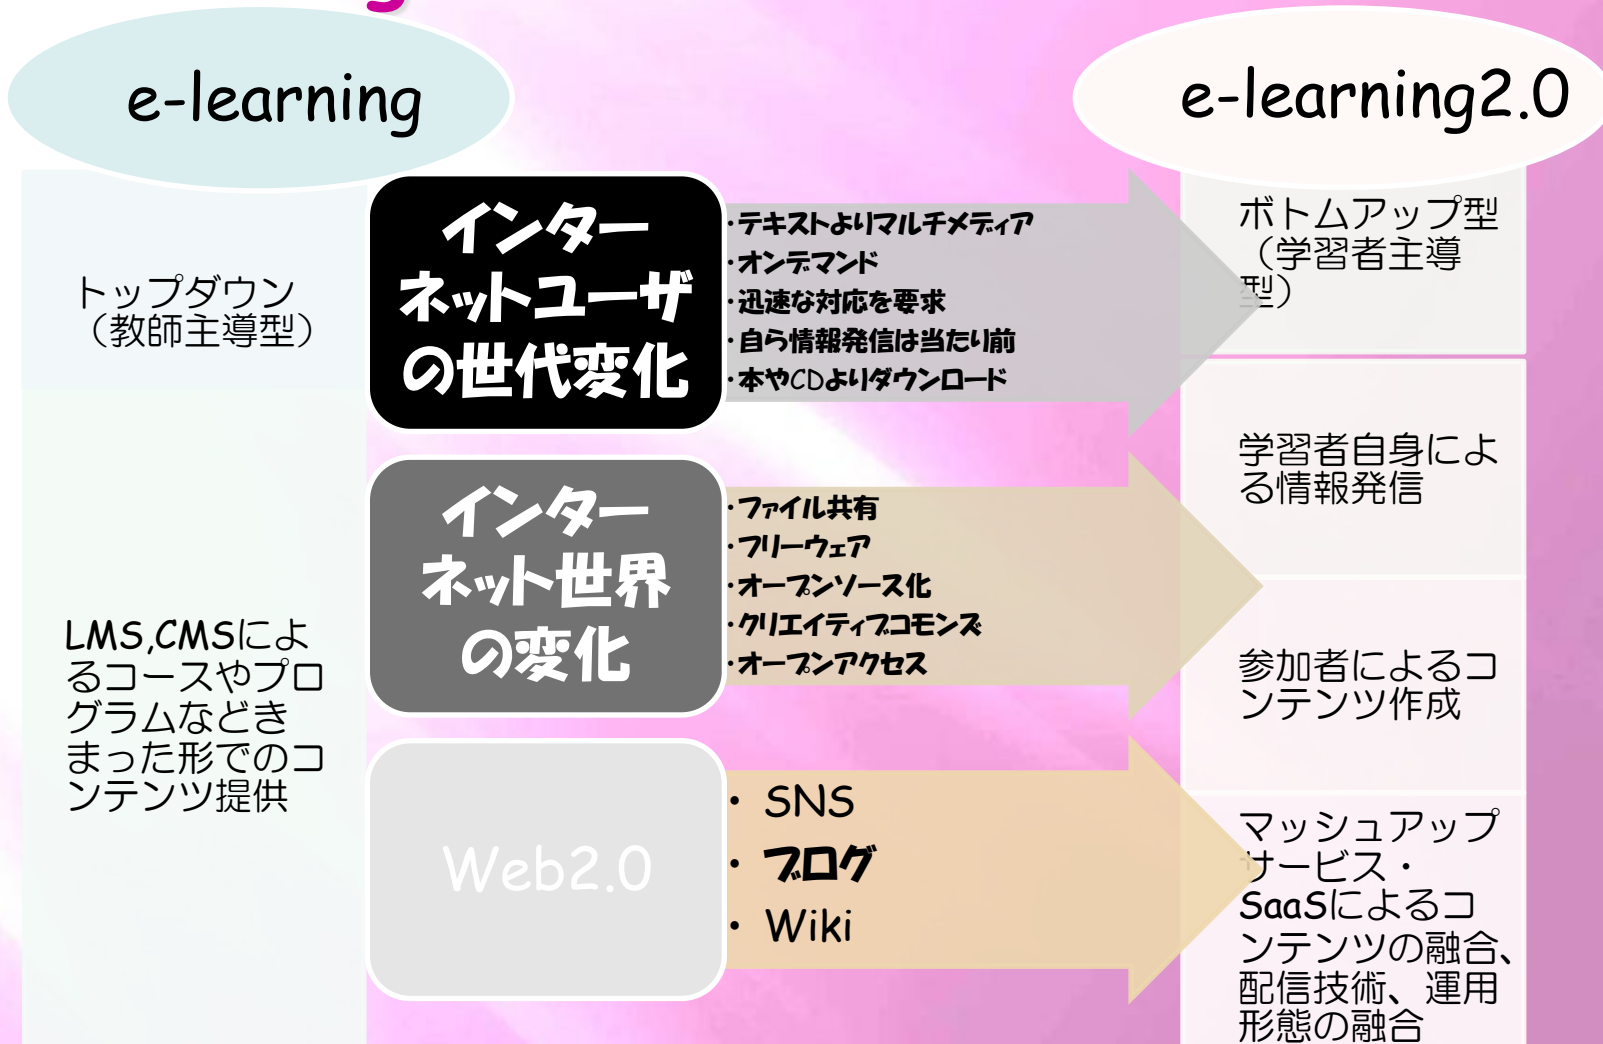 g
e-learning
トップダウン
（教師主導型）
LMS,CMSによ
るコースやプロ
グラムなどき
まった形でのコ
ンテンツ提供
インター
ネットユーザ
の世代変化
・テキストよりマルチメディア
・オンデマンド
・迅速な対応を要求
・自ら情報発信は当たり前
・本やCDよりダウンロード
インター
ネット世界
の変化
・ファイル共有
・フリーウェア
・オープンソース化
・クリエイティブコモンズ
・オープンアクセス
Web2.0
・ SNS
・ ブログ
・ Wiki
e-learning2.0
ボトムアップ型
（学習者主導
型）
学習者自身によ
る情報発信
参加者によるコ
ンテンツ作成
マッシュアップ
サービス・
SaaSによるコ
ンテンツの融合、
配信技術、運用
形態の融合